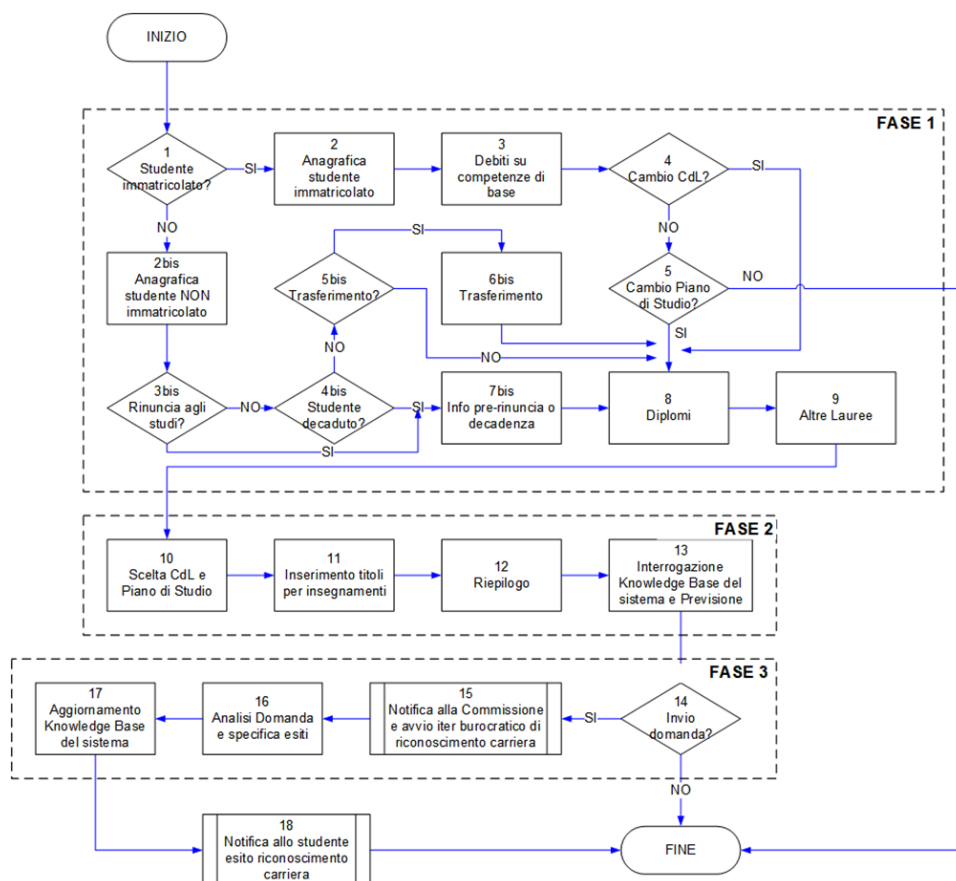 INIZIO
FASE 1
1
Studente
immatricolato?
SI
2
Anagrafica
studente
immatricolato
3
Debiti su
competenze di
base
4
Cambio CdL?
SI
NO
NO
SI
2bis
Anagrafica
studente NON
immatricolato
5bis
Trasferimento?
6bis
Trasferimento
5
Cambio Piano
di Studio?
NO
SI
NO
NO
3bis
Rinuncia agli
studi?
NO
4bis
Studente
decaduto?
SI
7bis
Info pre-rinuncia o
decadenza
8
Diplomi
9
Altre Lauree
SI
FASE 2
10
Scelta CdL e
Piano di Studio
11
Inserimento titoli
per insegnamenti
12
Riepilogo
13
Interrogazione
Knowledge Base del
sistema e Previsione
FASE 3
17
Aggiornamento
Knowledge Base
del sistema
16
Analisi Domanda
e specifica esiti
15
Notifica alla Commissione
e avvio iter burocratico di
riconoscimento carriera
SI
14
Invio
domanda?
NO
18
Notifica allo studente
esito riconoscimento
carriera
FINE